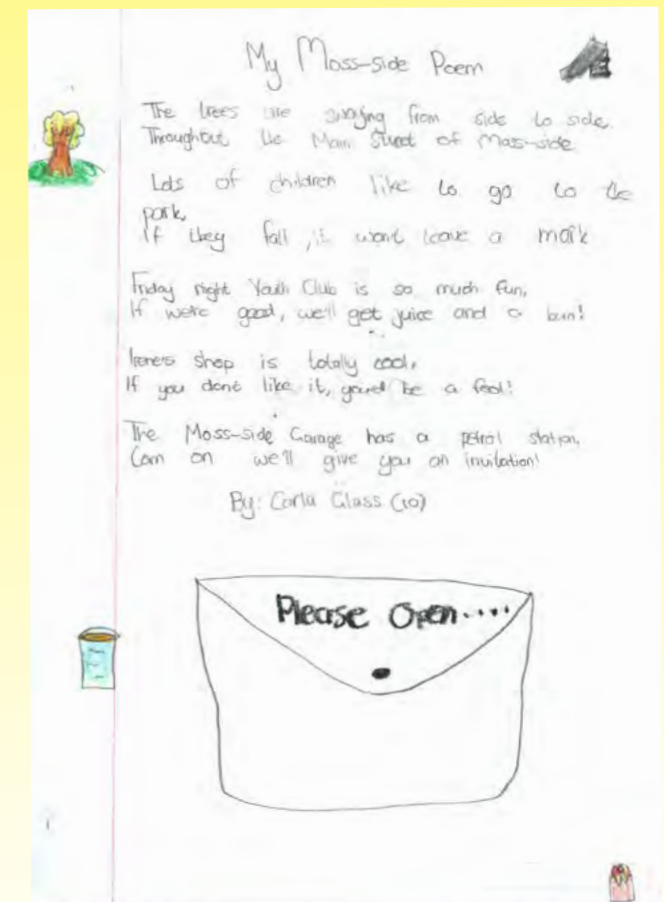 My Moss-side Poem
The trees are swaying from side to side.
Throughout the Main Street of Moss-side
Lots of children like to go to the
park,
If they fall, it wont leave a mark
Friday night Youth Club is so much fun,
If we're good, we'll get juice and a bun!
Irene's shop is totally cool,
If you dont like it, you'd be a fool!
The Moss-side Garage has a petrol station,
Com on we'll give you an invitation!
By: Carla Glass (10)
Please Open....